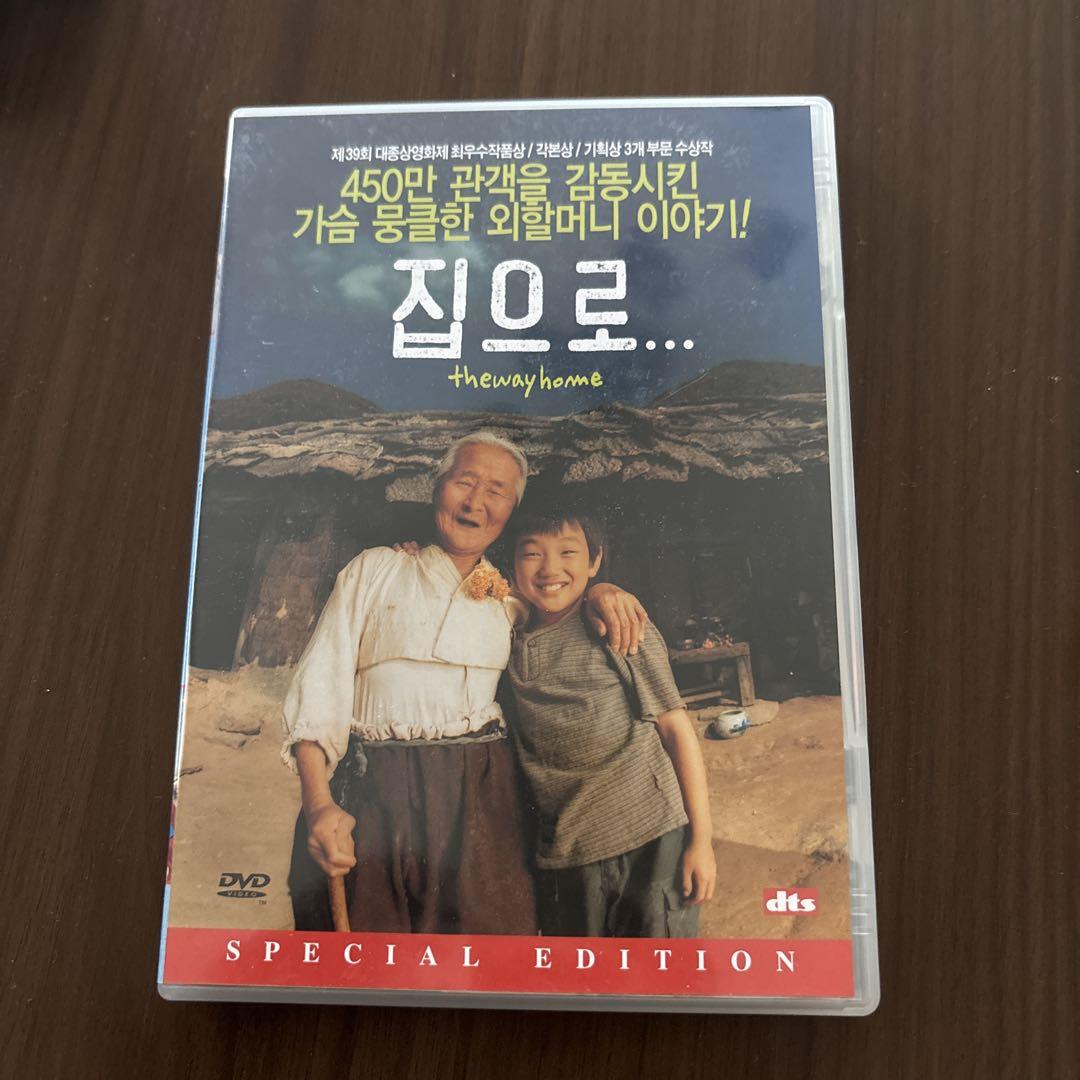 제39회 대종상영화제 최우수작품상 / 각본상 / 기획상 3개 부문 수상작
450만 관객을 감동시킨
가슴 뭉클한 외할머니 이야기!
집으로...
thewayhome
DVD
VIDEO
TM
dts
SPECIAL EDITION